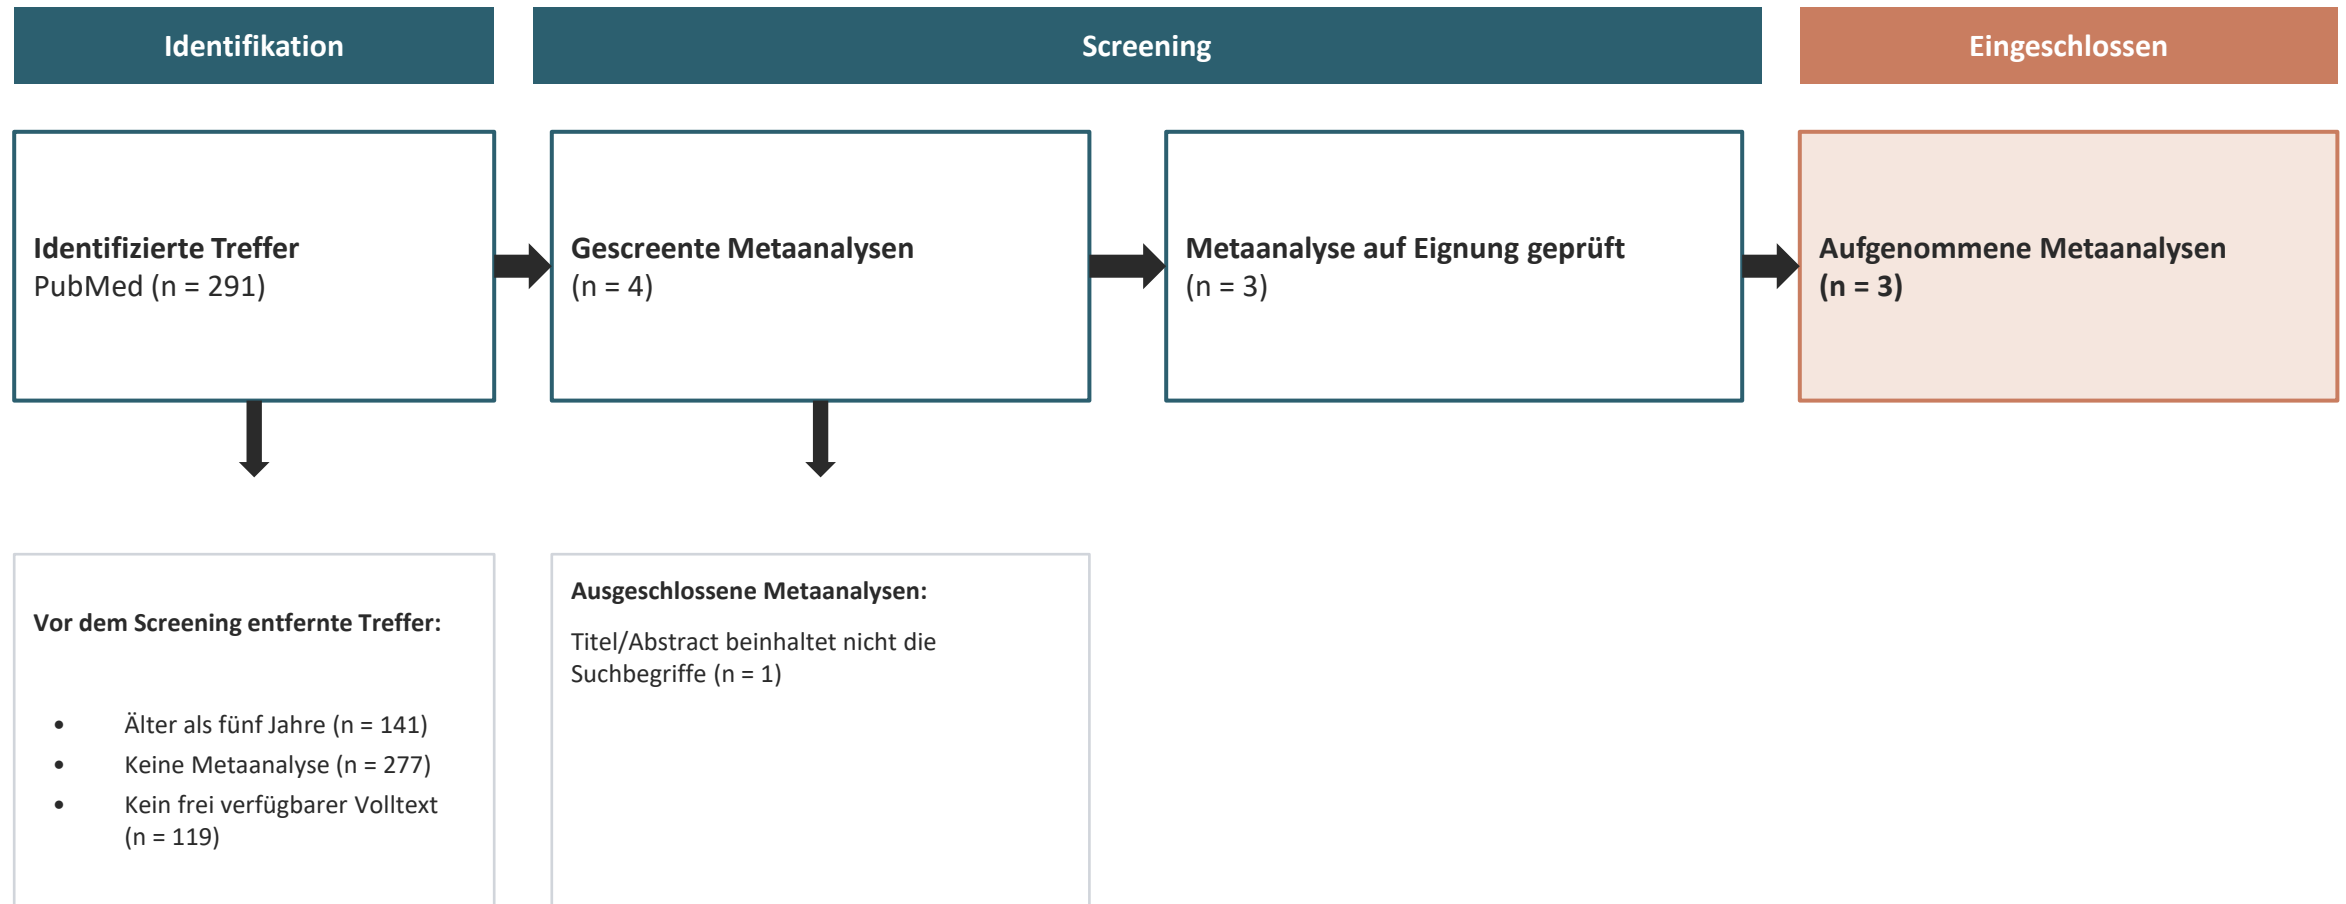 Identifikation
Screening
Eingeschlossen
Identifizierte Treffer
PubMed (n = 291)
Gescreente Metaanalysen
(n = 4)
Metaanalyse auf Eignung geprüft
(n = 3)
Aufgenommene Metaanalysen
(n = 3)
Vor dem Screening entfernte Treffer:
• Älter als fünf Jahre (n = 141)
• Keine Metaanalyse (n = 277)
• Kein frei verfügbarer Volltext
(n = 119)
Ausgeschlossene Metaanalysen:
Titel/Abstract beinhaltet nicht die
Suchbegriffe (n = 1)